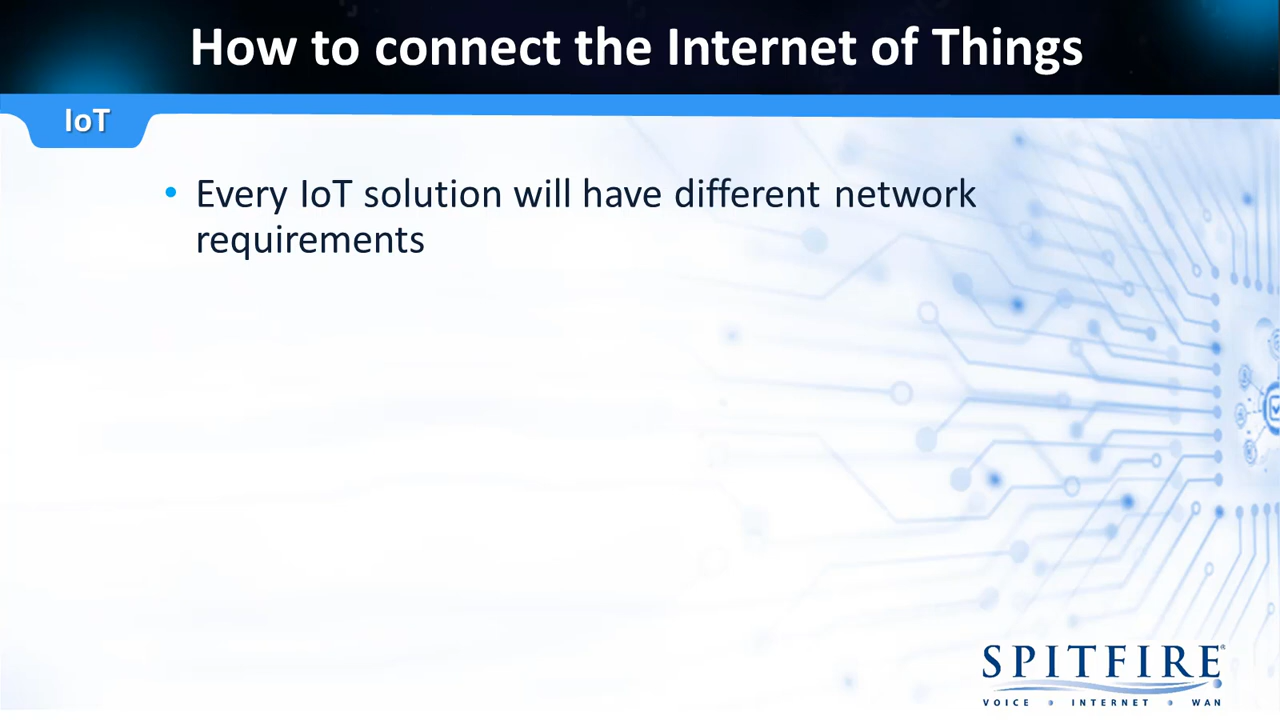 How to connect the Internet of Things
IoT
• Every IoT solution will have different network
requirements
SPITFIRE®
VOICE • INTERNET • WAN